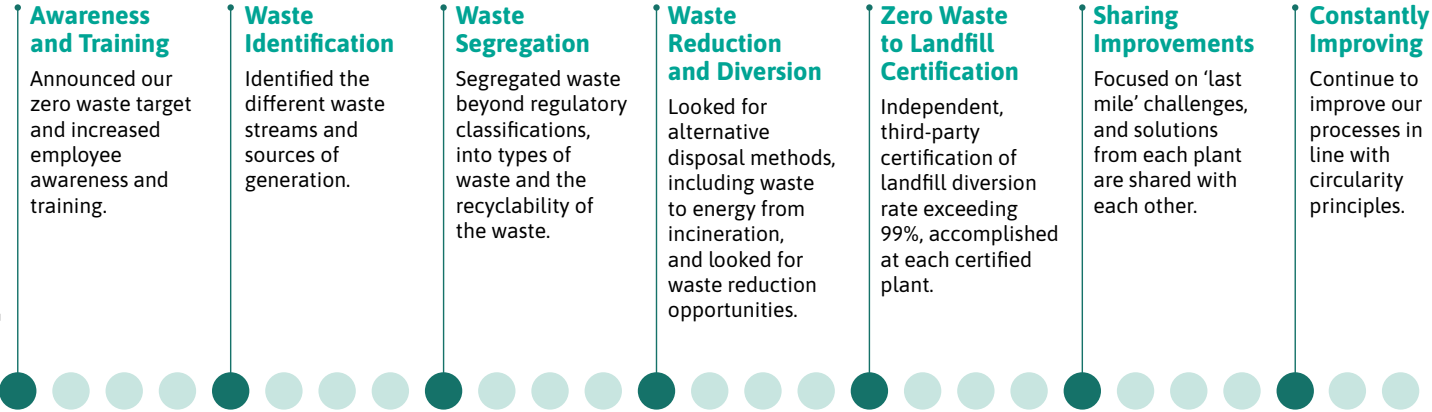 Awareness
and Training
Announced our
zero waste target
and increased
employee
awareness and
training.
Waste
Identification
Identified the
different waste
streams and
sources of
generation.
Waste
Segregation
Segregated waste
beyond regulatory
classifications,
into types of
waste and the
recyclability of
the waste.
Waste
Reduction
and Diversion
Looked for
alternative
disposal methods,
including waste
to energy from
incineration,
and looked for
waste reduction
opportunities.
Zero Waste
to Landfill
Certification
Independent,
third-party
certification of
landfill diversion
rate exceeding
99%, accomplished
at each certified
plant.
Sharing
Improvements
Focused on ‘last
mile’ challenges,
and solutions
from each plant
are shared with
each other.
Constantly
Improving
Continue to
improve our
processes in
line with
circularity
principles.